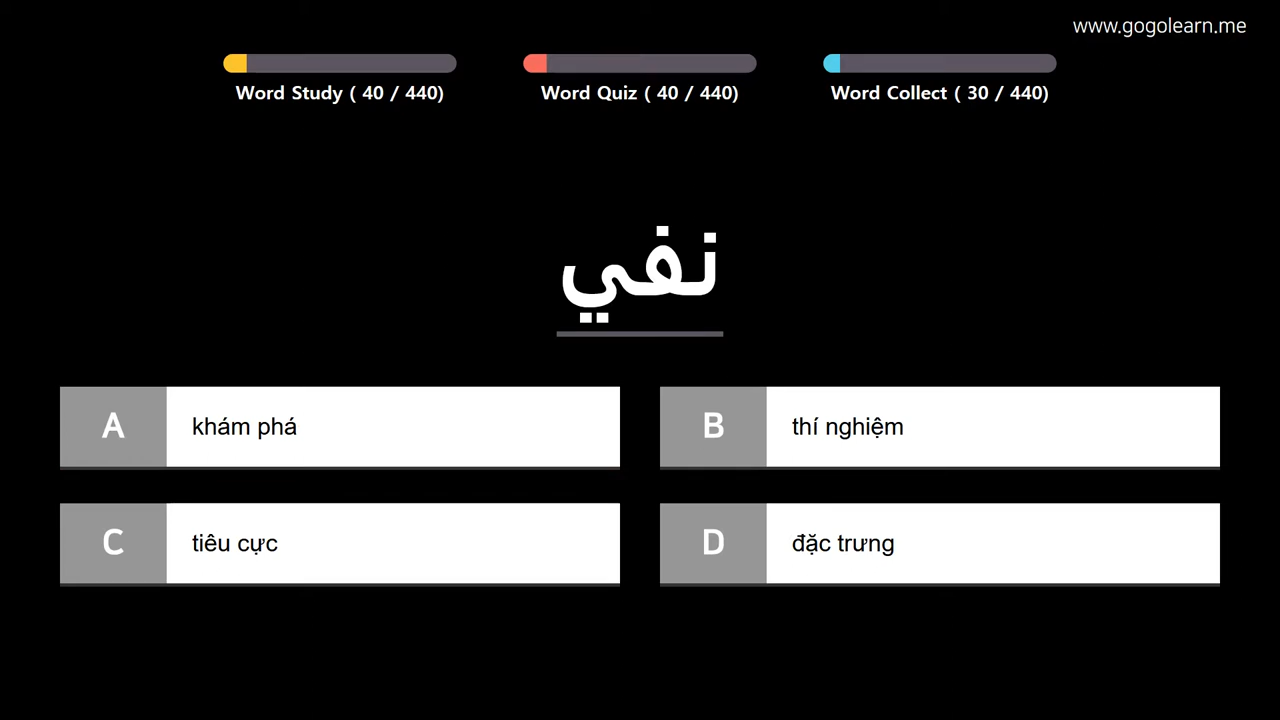 www.gogolearn.me
Word Study ( 40 / 440)
Word Quiz ( 40 / 440)
Word Collect ( 30 / 440)
نفي
A khám phá
B thí nghiệm
C tiêu cực
D đặc trưng